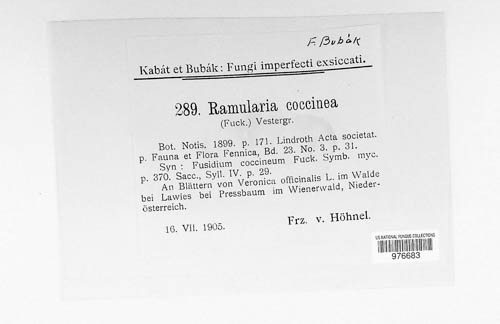 F. Bubák
Kabát et Bubák: Fungi imperfecti exsiccati.
289. Ramularia coccinea
(Fuck.) Vestergr.
Bot. Notis. 1899. p. 171. Lindroth Acta societat.
p. Fauna et Flora Fennica, Bd. 23. No. 3. p. 31.
Syn: Fusidium coccineum Fuck. Symb. myc.
p. 370. Sacc., Syll. IV. p. 29.
An Blättern von Veronica officinalis L. im Walde
bei Lawies bei Pressbaum im Wienerwald, Nieder-
österreich.
16. VII. 1905.
Frz. v. Höhnel.
US NATIONAL FUNGUS COLLECTIONS
976683